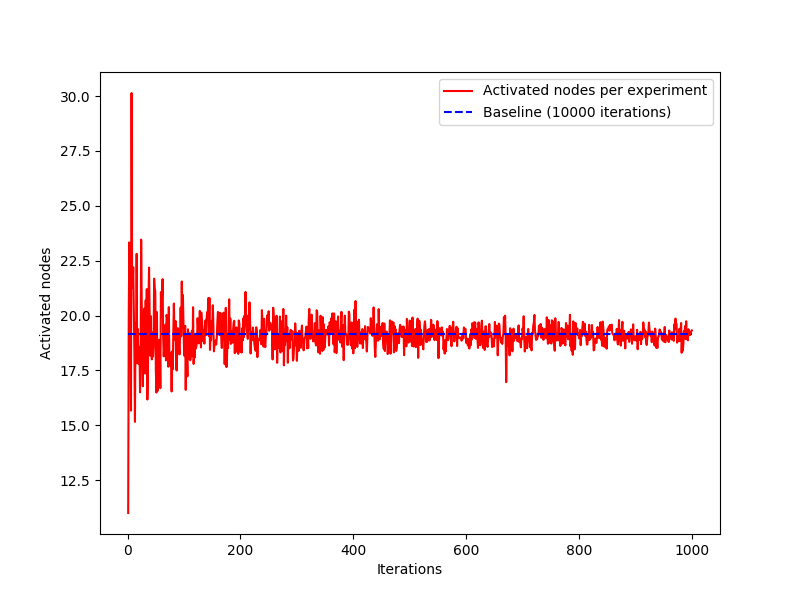 Activated nodes per experiment
Baseline (10000 iterations)
30.0
27.5
25.0
22.5
20.0
17.5
15.0
12.5
Activated nodes
0 200 400 600 800 1000
Iterations